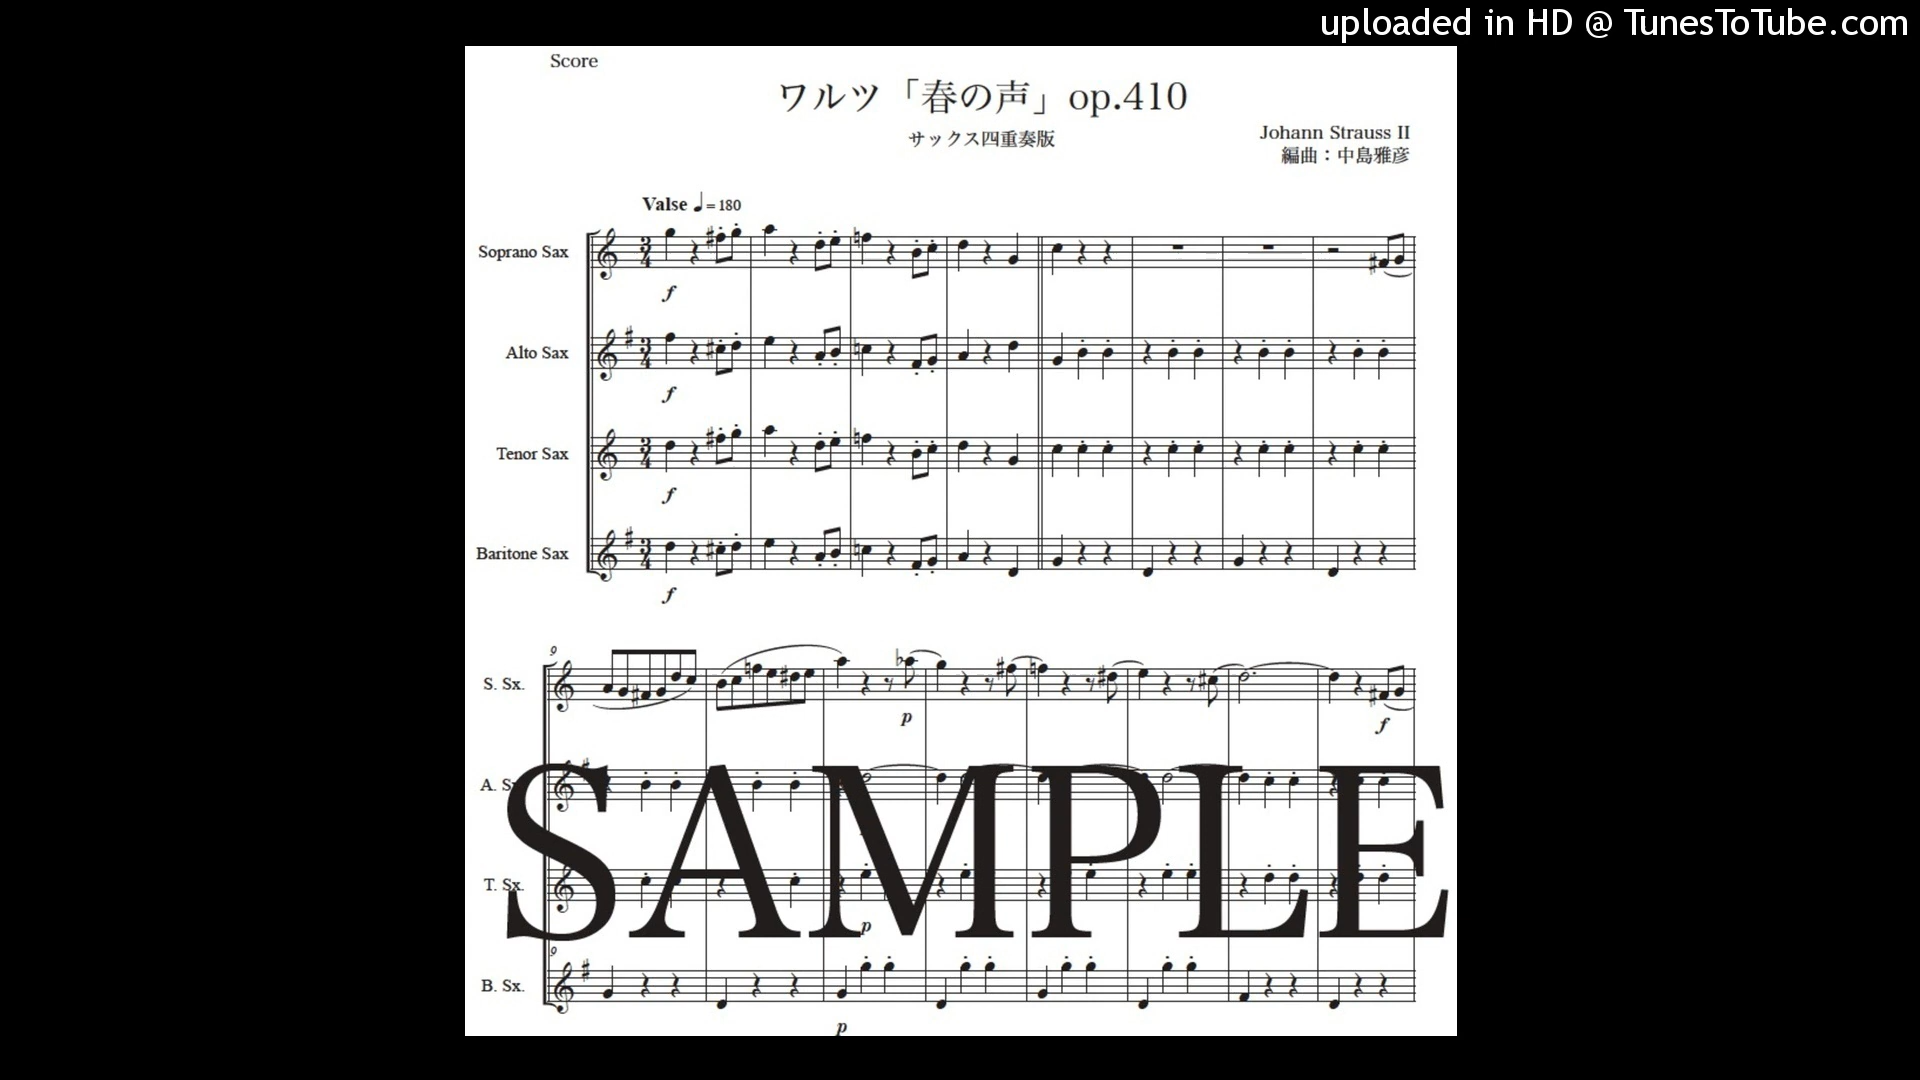 uploaded in HD @ TunesToTube.com
Score
ワルツ「春の声」op.410
サックス四重奏版
Johann Strauss II
編曲：中島雅彦
Valse ♩= 180
Soprano Sax
f
Alto Sax
f
Tenor Sax
f
Baritone Sax
f
9
S. Sx.
p
f
A. Sx.
SAMPLE
T. Sx.
p
9
B. Sx.
p